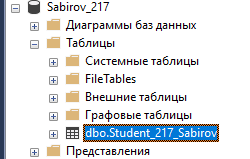 Sabirov_217
Диаграммы баз данных
Таблицы
Системные таблицы
FileTables
Внешние таблицы
Графовые таблицы
dbo.Student_217_Sabirov
Представления